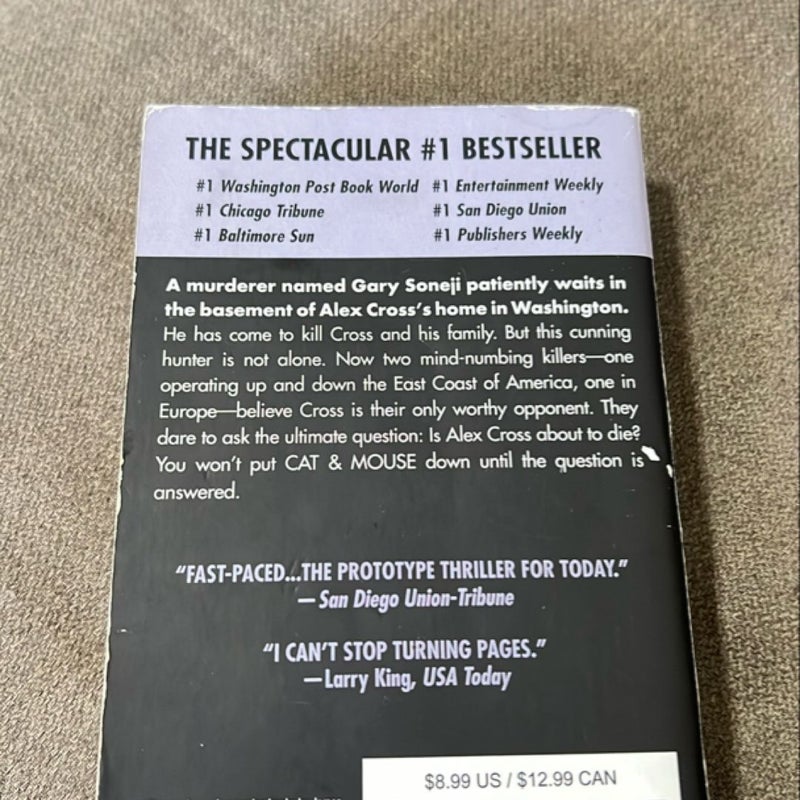 THE SPECTACULAR #1 BESTSELLER
#1 Washington Post Book World #1 Entertainment Weekly
#1 Chicago Tribune #1 San Diego Union
#1 Baltimore Sun #1 Publishers Weekly
A murderer named Gary Soneji patiently waits in
the basement of Alex Cross's home in Washington.
He has come to kill Cross and his family. But this cunning
hunter is not alone. Now two mind-numbing killers—one
operating up and down the East Coast of America, one in
Europe—believe Cross is their only worthy opponent. They
dare to ask the ultimate question: Is Alex Cross about to die?
You won't put CAT & MOUSE down until the question is
answered.
"FAST-PACED...THE PROTOTYPE THRILLER FOR TODAY."
—San Diego Union-Tribune
"I CAN'T STOP TURNING PAGES."
—Larry King, USA Today
$8.99 US / $12.99 CAN